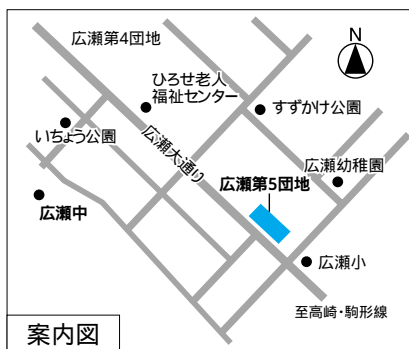 広瀬第4団地
N
ひろせ老人
福祉センター
すずかけ公園
いちょう公園
広瀬大通り
広瀬幼稚園
広瀬第5団地
広瀬中
広瀬小
至高崎・駒形線
案内図